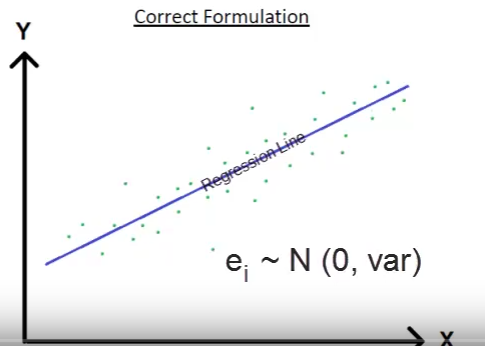 Correct Formulation
Y
Regression Line
eᵢ ~ N (0, var)
X